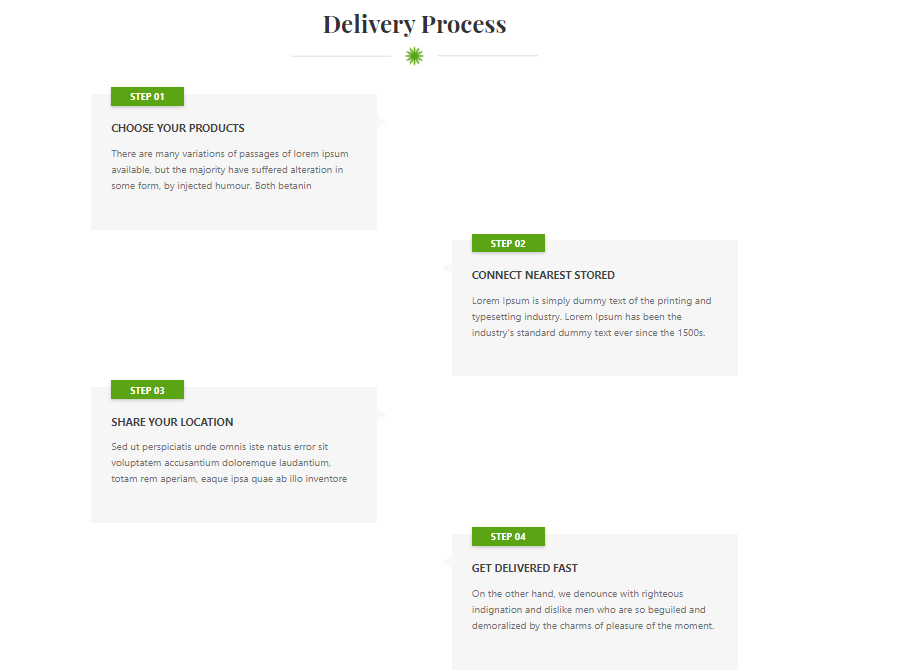 Delivery Process
STEP 01
CHOOSE YOUR PRODUCTS
There are many variations of passages of lorem ipsum
available, but the majority have suffered alteration in
some form, by injected humour. Both betanin
STEP 02
CONNECT NEAREST STORED
Lorem Ipsum is simply dummy text of the printing and
typesetting industry. Lorem Ipsum has been the
industry's standard dummy text ever since the 1500s.
STEP 03
SHARE YOUR LOCATION
Sed ut perspiciatis unde omnis iste natus error sit
voluptatem accusantium doloremque laudantium,
totam rem aperiam, eaque ipsa quae ab illo inventore
STEP 04
GET DELIVERED FAST
On the other hand, we denounce with righteous
indignation and dislike men who are so beguiled and
demoralized by the charms of pleasure of the moment.